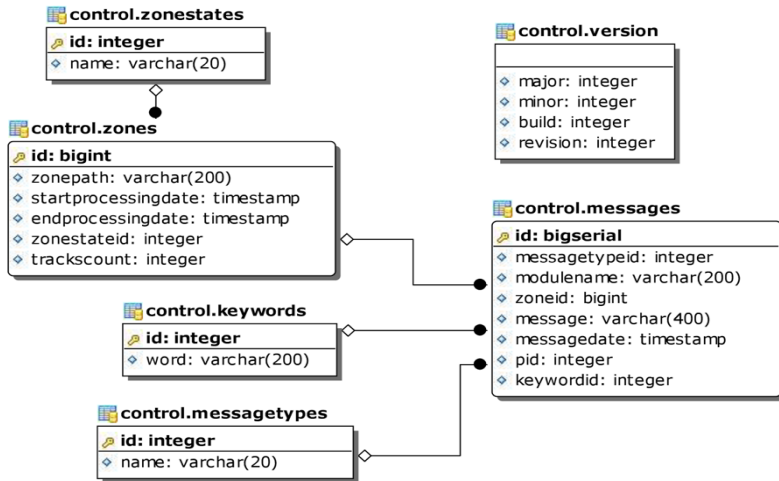 control.zonestates
id: integer
name: varchar(20)
control.version
major: integer
minor: integer
build: integer
revision: integer
control.zones
id: bigint
zonepath: varchar(200)
startprocessingdate: timestamp
endprocessingdate: timestamp
zonestateid: integer
trackscount: integer
control.messages
id: bigserial
messagetypeid: integer
modulename: varchar(200)
zoneid: bigint
message: varchar(400)
messagedate: timestamp
pid: integer
keywordid: integer
control.keywords
id: integer
word: varchar(200)
control.messagetypes
id: integer
name: varchar(20)